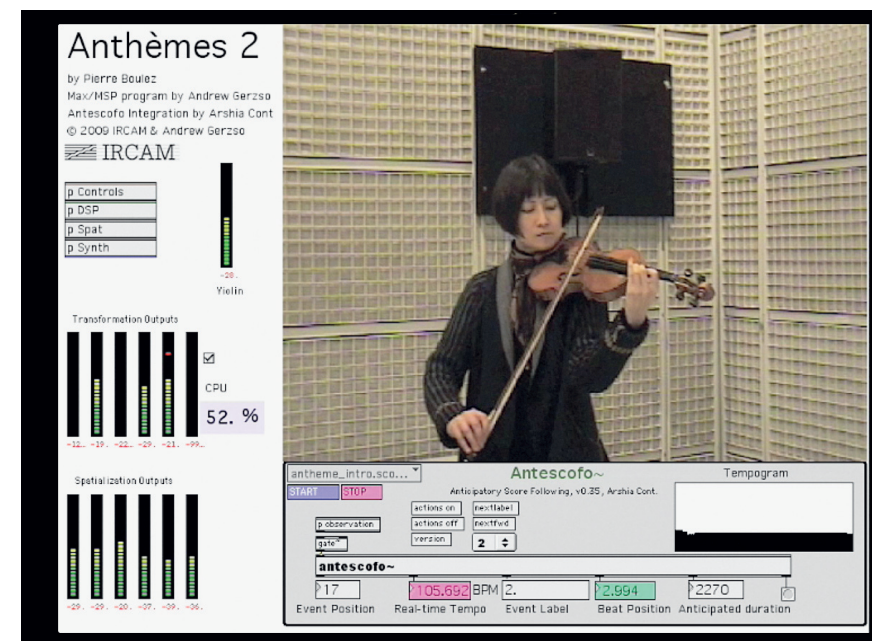 Anthèmes 2
by Pierre Boulez
Max/MSP program by Andrew Gerzso
Antescofo Integration by Arshia Cont
© 2009 IRCAM & Andrew Gerzso
IRCAM
p Controls
p DSP
p Spat
p Synth
-20.
Violin
Transformation Outputs
CPU
52. %
-12.. -19. -22.. -29. -21. -99..
Spatialization Outputs
-29. -29. -20. -37. -39. -36.
antheme_intro.sco...
Antescofo~
Tempogram
START STOP
Anticipatory Score Following, v0.35, Arshia Cont.
actions on nextlabel
p observation actions off nextfwd
gate~ version 2
antescofo~
17 105.692 BPM 2. 2.994 2270
Event Position Real-time Tempo Event Label Beat Position Anticipated duration